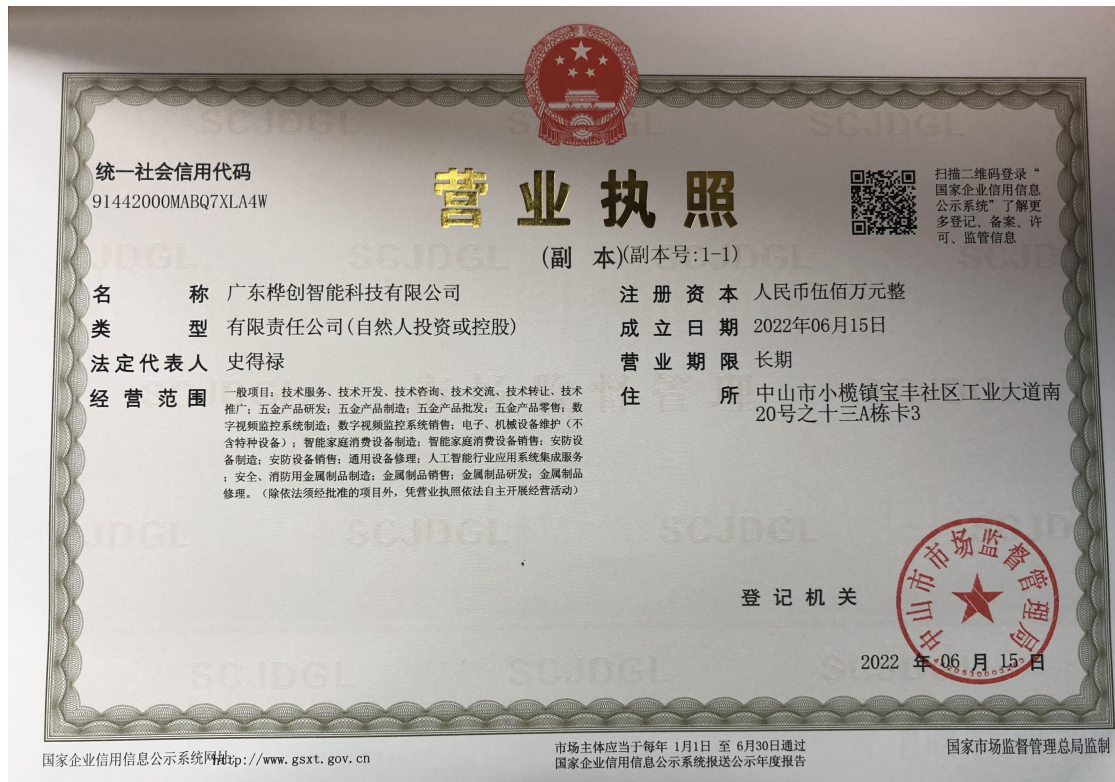 统一社会信用代码
91442000MABQ7XLA4W
营业执照
(副 本)(副本号:1-1)
扫描二维码登录“
国家企业信用信息
公示系统”了解更
多登记、备案、许
可、监管信息
名 称 广东桦创智能科技有限公司
类 型 有限责任公司(自然人投资或控股)
法定代表人 史得禄
经营范围 一般项目：技术服务、技术开发、技术咨询、技术交流、技术转让、技术
推广；五金产品研发；五金产品制造；五金产品批发；五金产品零售；数
字视频监控系统制造；数字视频监控系统销售；电子、机械设备维护（不
含特种设备）；智能家庭消费设备制造；智能家庭消费设备销售；安防设
备制造；安防设备销售；通用设备修理；人工智能行业应用系统集成服务
；安全、消防用金属制品制造；金属制品销售；金属制品研发；金属制品
修理。（除依法须经批准的项目外，凭营业执照依法自主开展经营活动）
注册资本 人民币伍佰万元整
成立日期 2022年06月15日
营业期限 长期
住 所 中山市小榄镇宝丰社区工业大道南
20号之十三A栋卡3
登记机关
中山市市场监督管理局
2022 年 06 月 15 日
国家企业信用信息公示系统网址:http://www.gsxt.gov.cn
市场主体应当于每年 1月1日 至 6月30日通过
国家企业信用信息公示系统报送公示年度报告
国家市场监督管理总局监制
SCJDGL